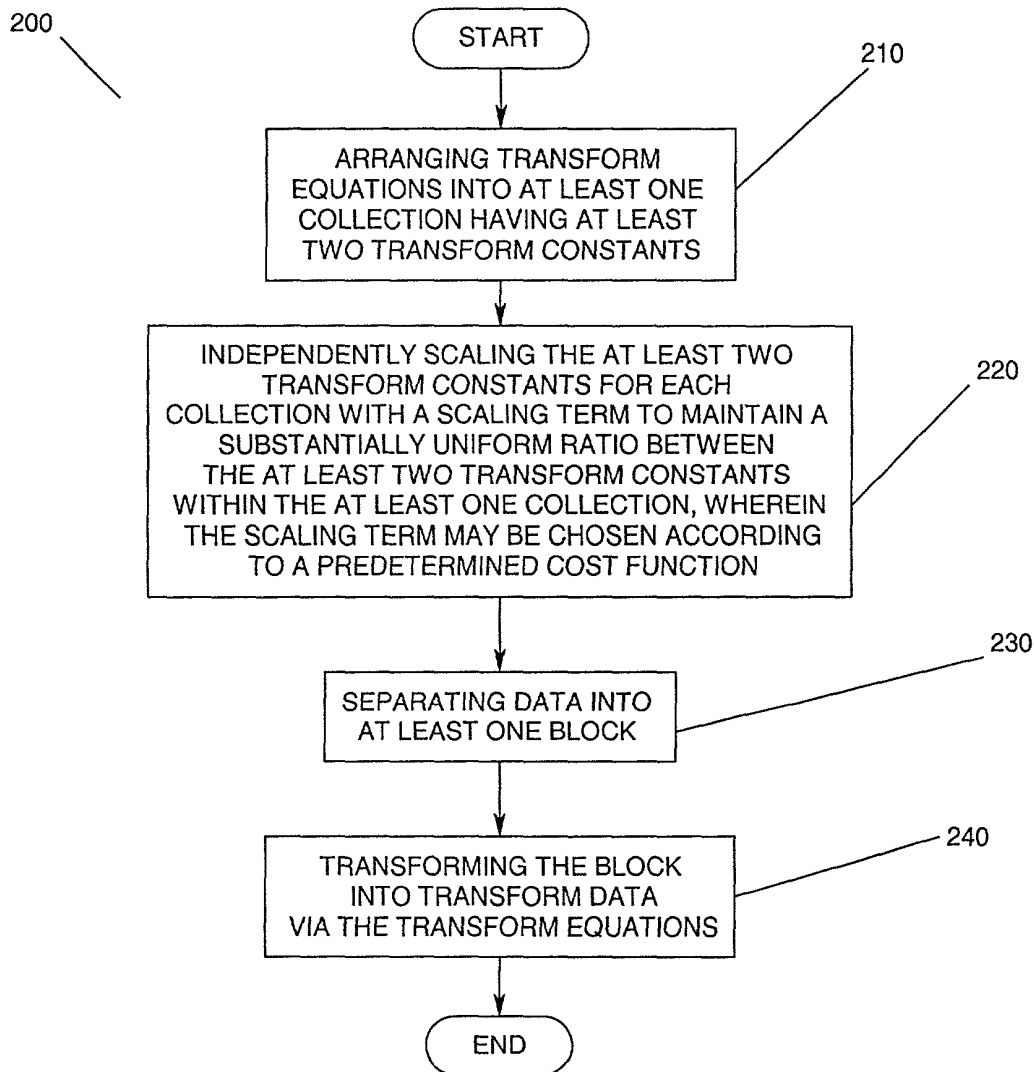 200
START
210
ARRANGING TRANSFORM
EQUATIONS INTO AT LEAST ONE
COLLECTION HAVING AT LEAST
TWO TRANSFORM CONSTANTS
INDEPENDENTLY SCALING THE AT LEAST TWO
TRANSFORM CONSTANTS FOR EACH
COLLECTION WITH A SCALING TERM TO MAINTAIN A
SUBSTANTIALLY UNIFORM RATIO BETWEEN
THE AT LEAST TWO TRANSFORM CONSTANTS
WITHIN THE AT LEAST ONE COLLECTION, WHEREIN
THE SCALING TERM MAY BE CHOSEN ACCORDING
TO A PREDETERMINED COST FUNCTION
220
230
SEPARATING DATA INTO
AT LEAST ONE BLOCK
240
TRANSFORMING THE BLOCK
INTO TRANSFORM DATA
VIA THE TRANSFORM EQUATIONS
END